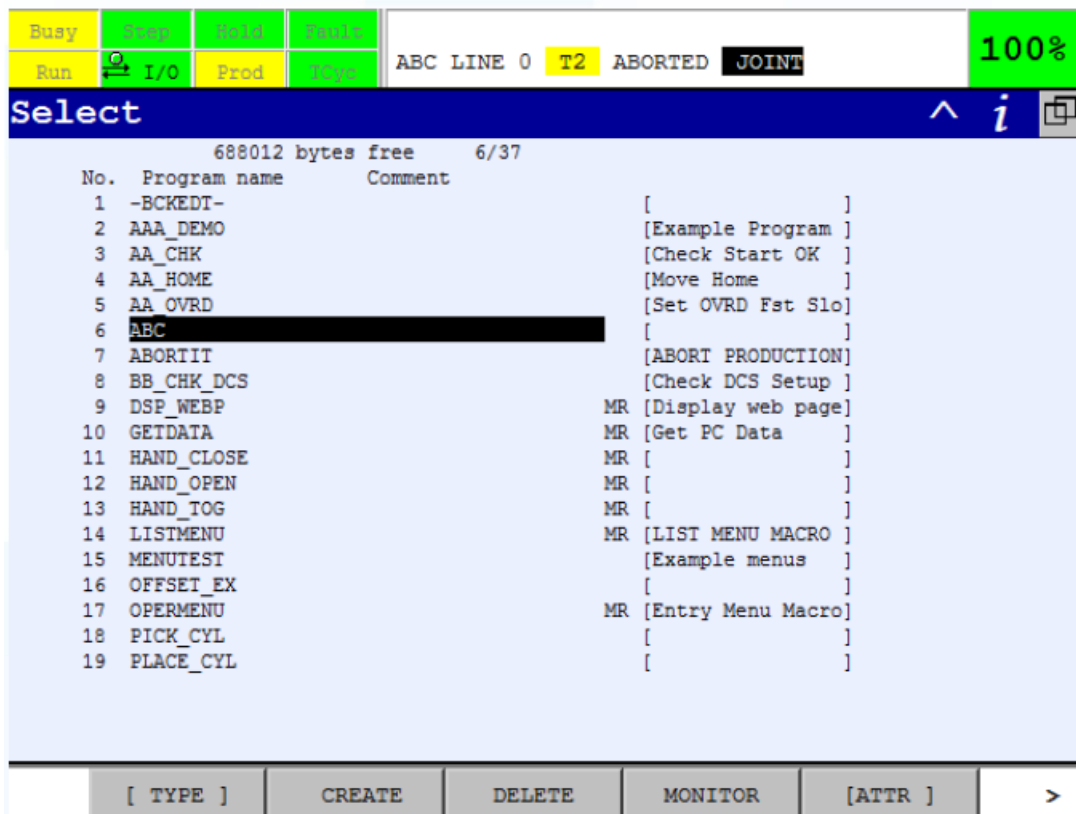 Busy Step Hold Fault
Run I/O Prod TCyc
ABC LINE 0 T2 ABORTED JOINT
100%
Select ^ i
688012 bytes free 6/37
No. Program name Comment
1 -BCKEDT- [ ]
2 AAA_DEMO [Example Program ]
3 AA_CHK [Check Start OK ]
4 AA_HOME [Move Home ]
5 AA_OVRD [Set OVRD Fst Slo]
6 ABC [ ]
7 ABORTIT [ABORT PRODUCTION]
8 BB_CHK_DCS [Check DCS Setup ]
9 DSP_WEBP MR [Display web page]
10 GETDATA MR [Get PC Data ]
11 HAND_CLOSE MR [ ]
12 HAND_OPEN MR [ ]
13 HAND_TOG MR [ ]
14 LISTMENU MR [LIST MENU MACRO ]
15 MENUTEST [Example menus ]
16 OFFSET_EX [ ]
17 OPERMENU MR [Entry Menu Macro]
18 PICK_CYL [ ]
19 PLACE_CYL [ ]
[ TYPE ] CREATE DELETE MONITOR [ATTR ] >